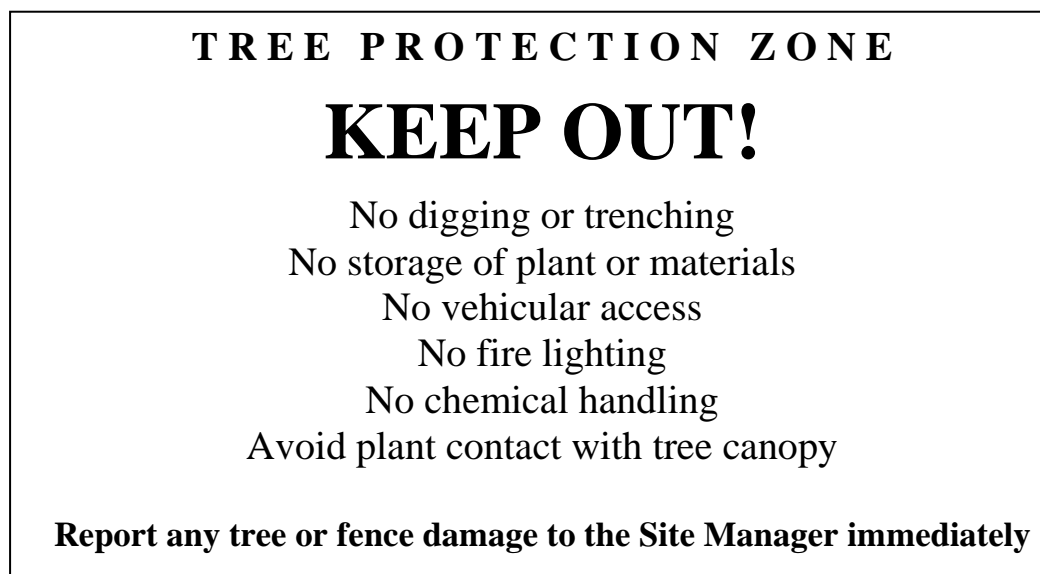 TREE PROTECTION ZONE
KEEP OUT!
No digging or trenching
No storage of plant or materials
No vehicular access
No fire lighting
No chemical handling
Avoid plant contact with tree canopy
Report any tree or fence damage to the Site Manager immediately